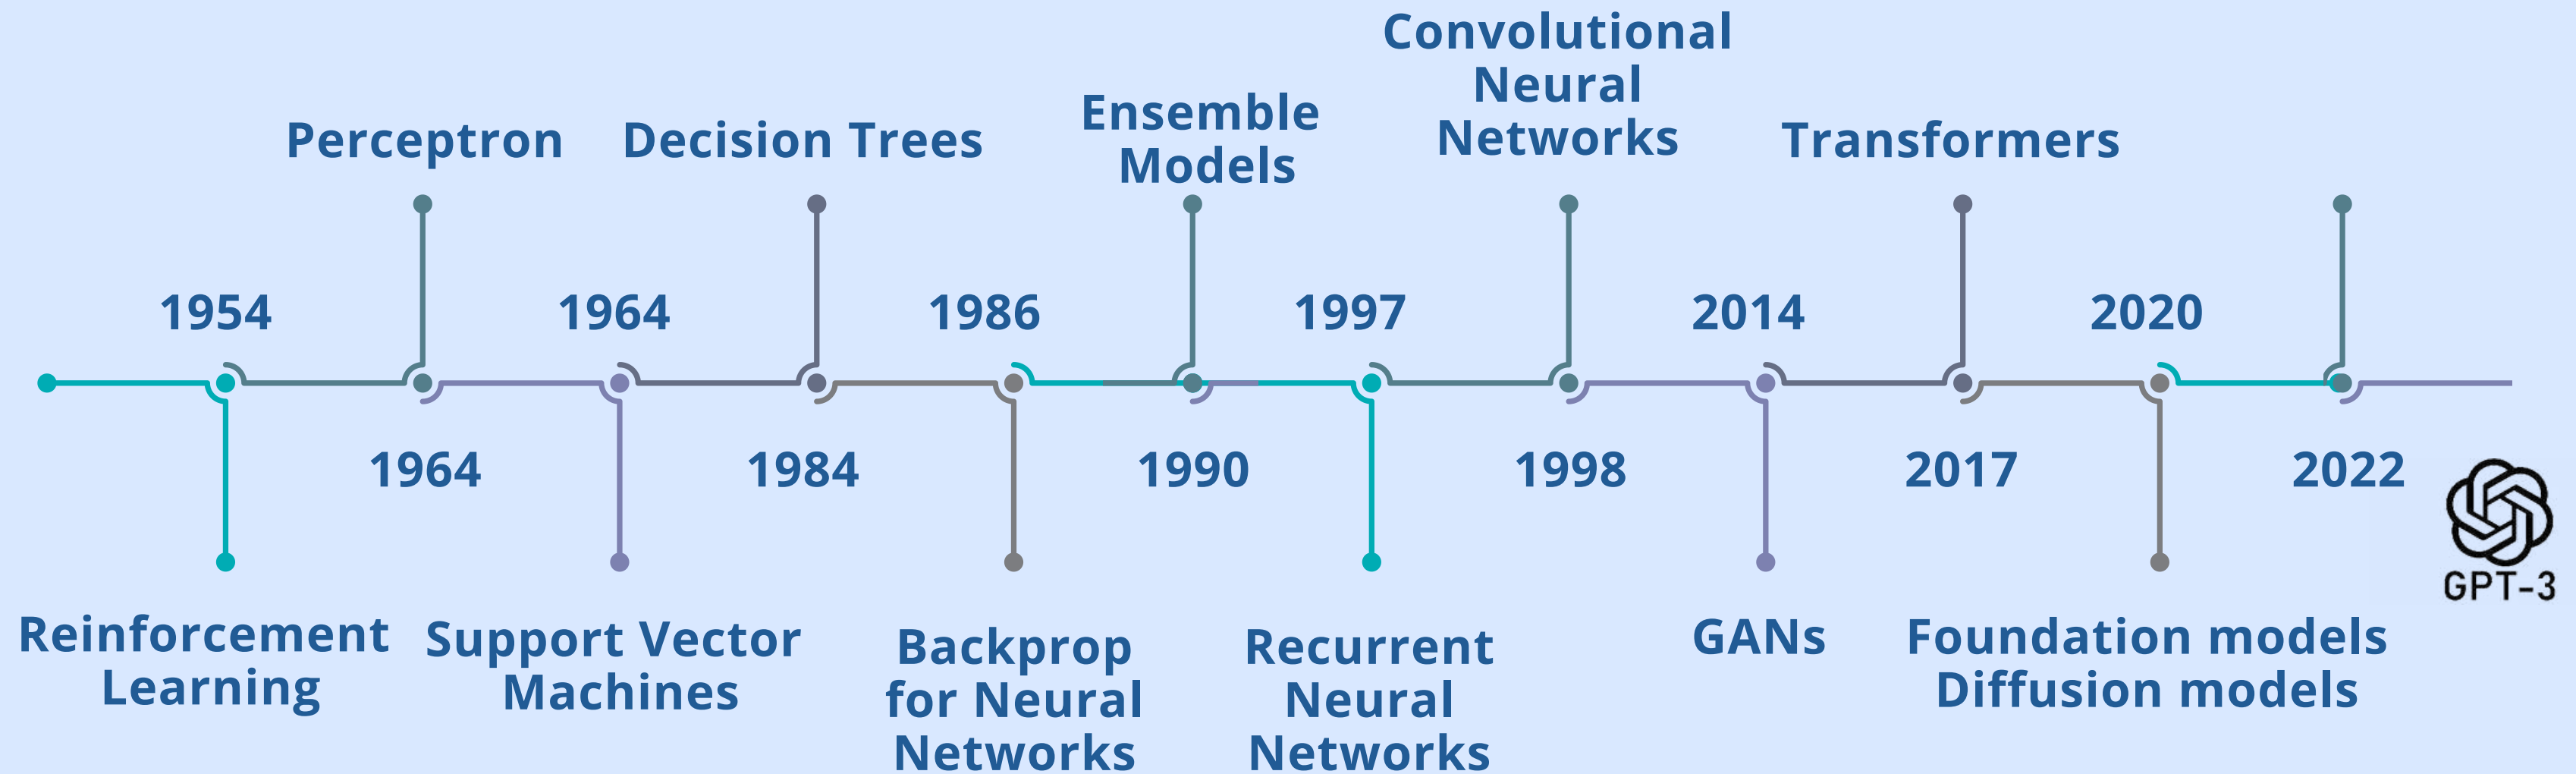 Convolutional
Neural
Networks
Ensemble
Models
Perceptron
Decision Trees
Transformers
1954
1964
1986
1997
2014
2020
1964
1984
1990
1998
2017
2022
GPT-3
Reinforcement
Learning
Support Vector
Machines
Backprop
for Neural
Networks
Recurrent
Neural
Networks
GANs
Foundation models
Diffusion models